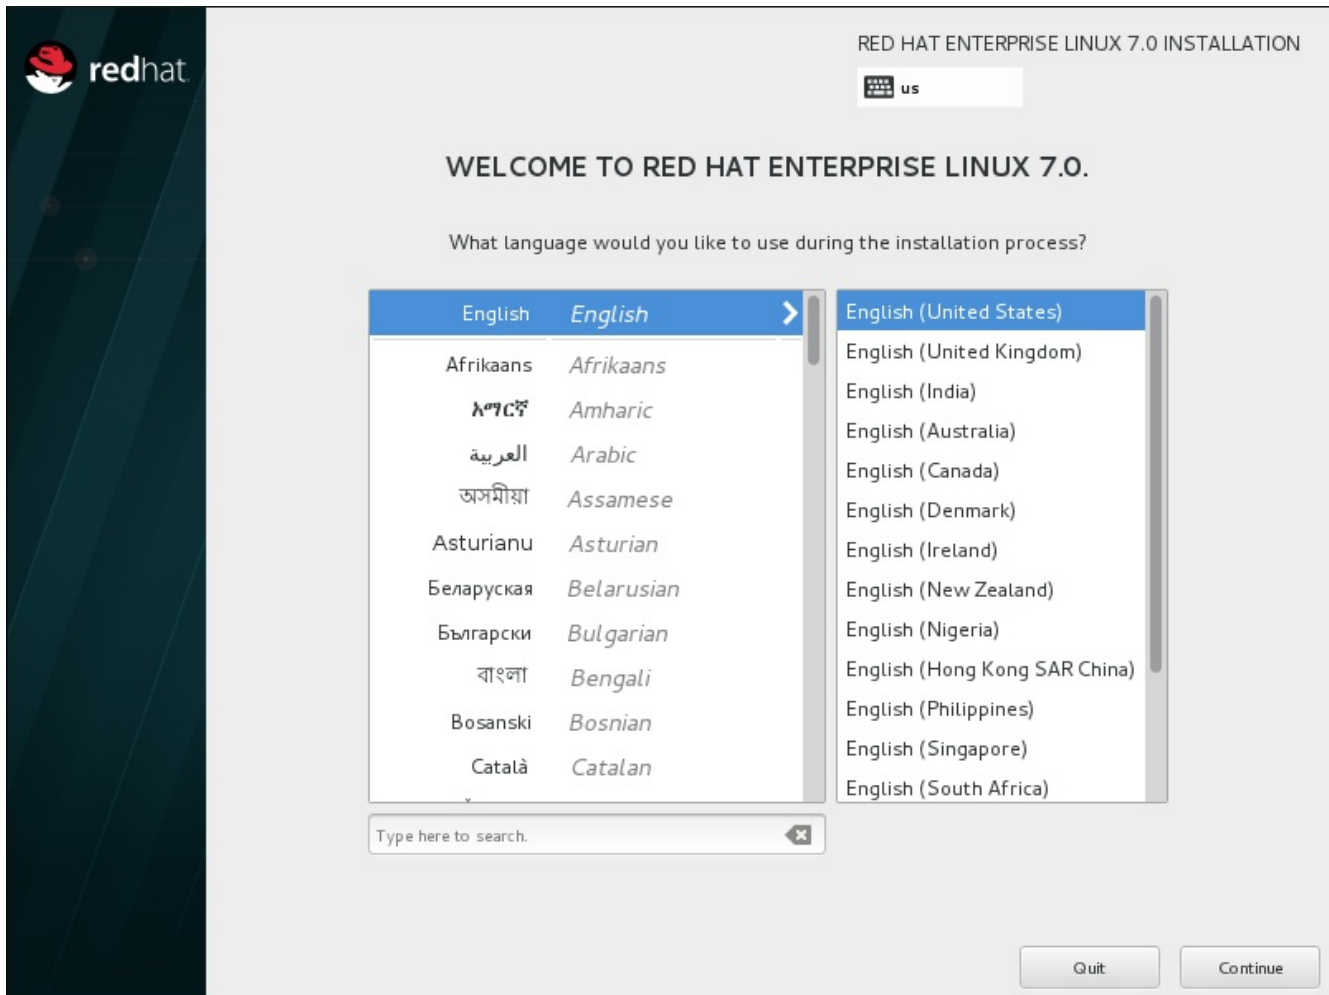 redhat.
RED HAT ENTERPRISE LINUX 7.0 INSTALLATION
us
WELCOME TO RED HAT ENTERPRISE LINUX 7.0.
What language would you like to use during the installation process?
English English
Afrikaans Afrikaans
አማርኛ Amharic
العربية Arabic
অসমীয়া Assamese
Asturianu Asturian
Беларуская Belarusian
Български Bulgarian
বাংলা Bengali
Bosanski Bosnian
Català Catalan
Type here to search.
English (United States)
English (United Kingdom)
English (India)
English (Australia)
English (Canada)
English (Denmark)
English (Ireland)
English (New Zealand)
English (Nigeria)
English (Hong Kong SAR China)
English (Philippines)
English (Singapore)
English (South Africa)
Quit
Continue